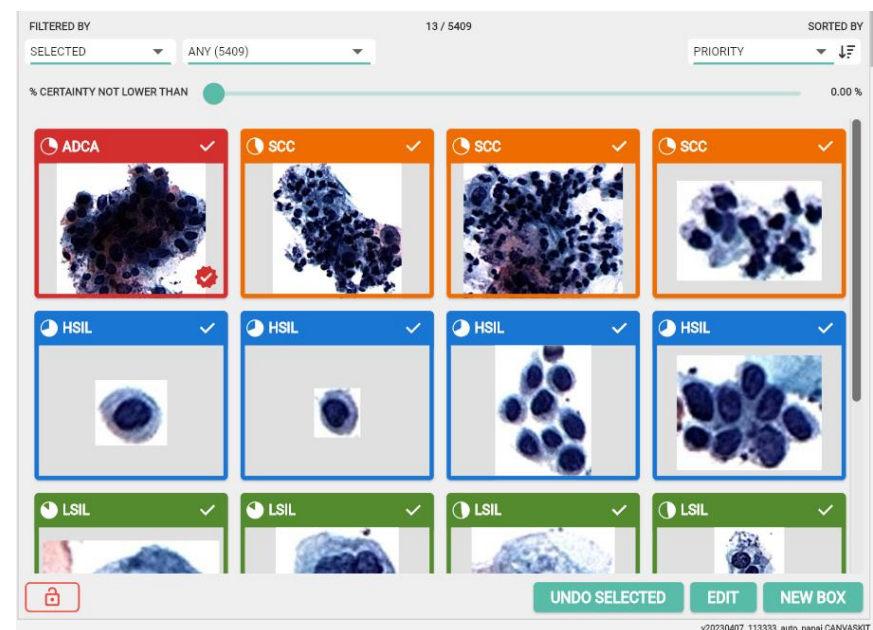 FILTERED BY 13 / 5409 SORTED BY
SELECTED ANY (5409) PRIORITY
% CERTAINTY NOT LOWER THAN 0.00 %
ADCA SCC SCC SCC
HSIL HSIL HSIL HSIL
LSIL LSIL LSIL LSIL
UNDO SELECTED EDIT NEW BOX
v20230407_113333_auto_papai CANVASKIT